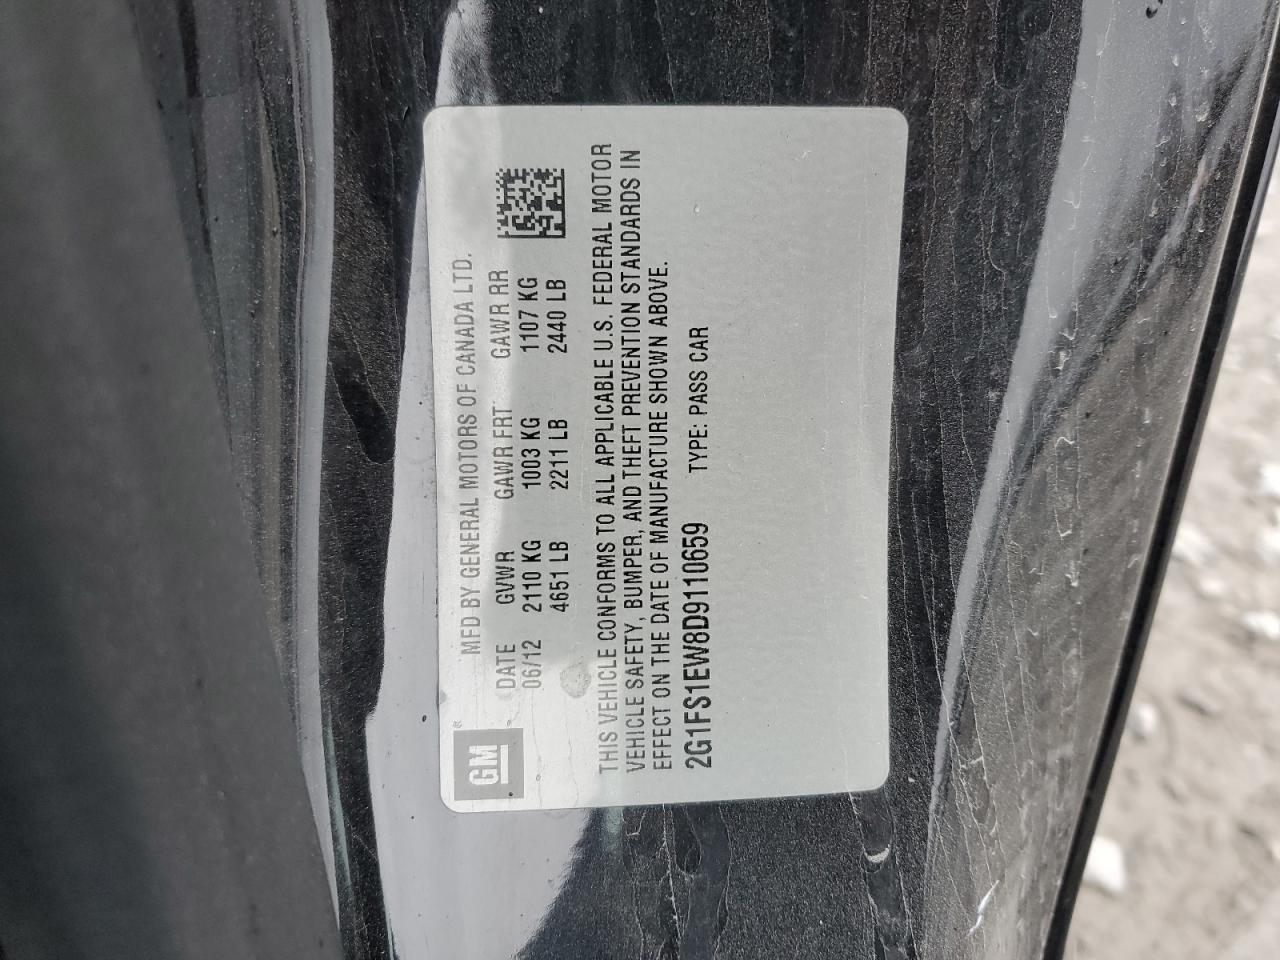 GM
®
MFD BY GENERAL MOTORS OF CANADA LTD.
DATE GVWR GAWR FRT GAWR RR
06/12 2110 KG 1003 KG 1107 KG
4651 LB 2211 LB 2440 LB
THIS VEHICLE CONFORMS TO ALL APPLICABLE U.S. FEDERAL MOTOR
VEHICLE SAFETY, BUMPER, AND THEFT PREVENTION STANDARDS IN
EFFECT ON THE DATE OF MANUFACTURE SHOWN ABOVE.
2G1FS1EW8D9110659 TYPE: PASS CAR